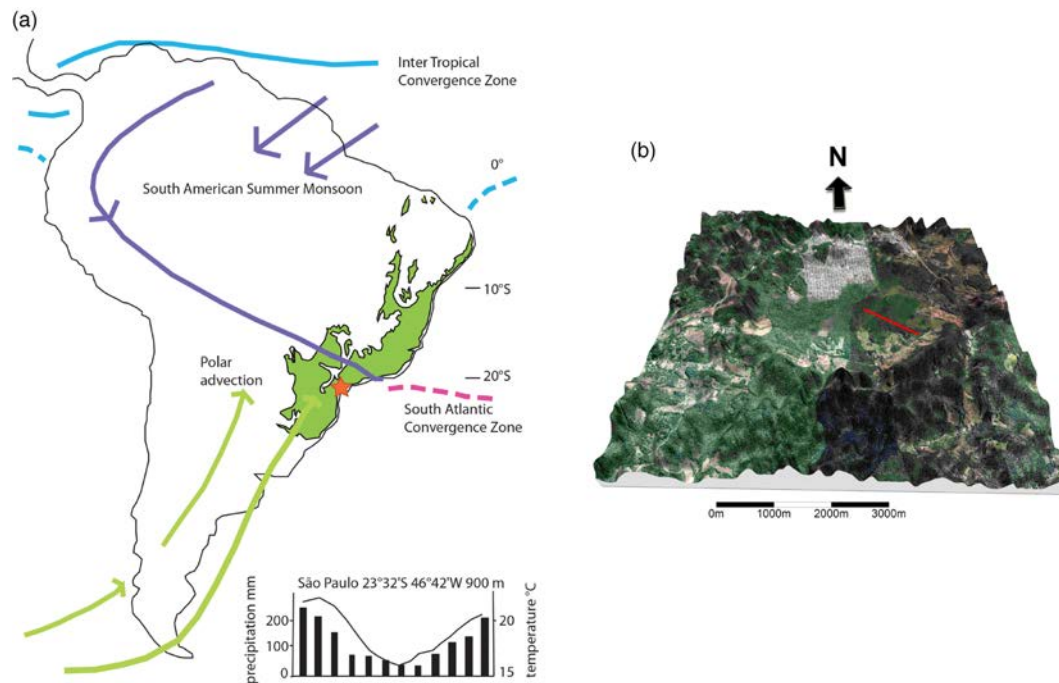 (a)
Inter Tropical
Convergence Zone
South American Summer Monsoon
0°
10°S
Polar
advection
20°S
South Atlantic
Convergence Zone
São Paulo 23°32'S 46°42'W 900 m
precipitation mm
200
100
0
20
15
temperature °C
(b)
N
0m 1000m 2000m 3000m